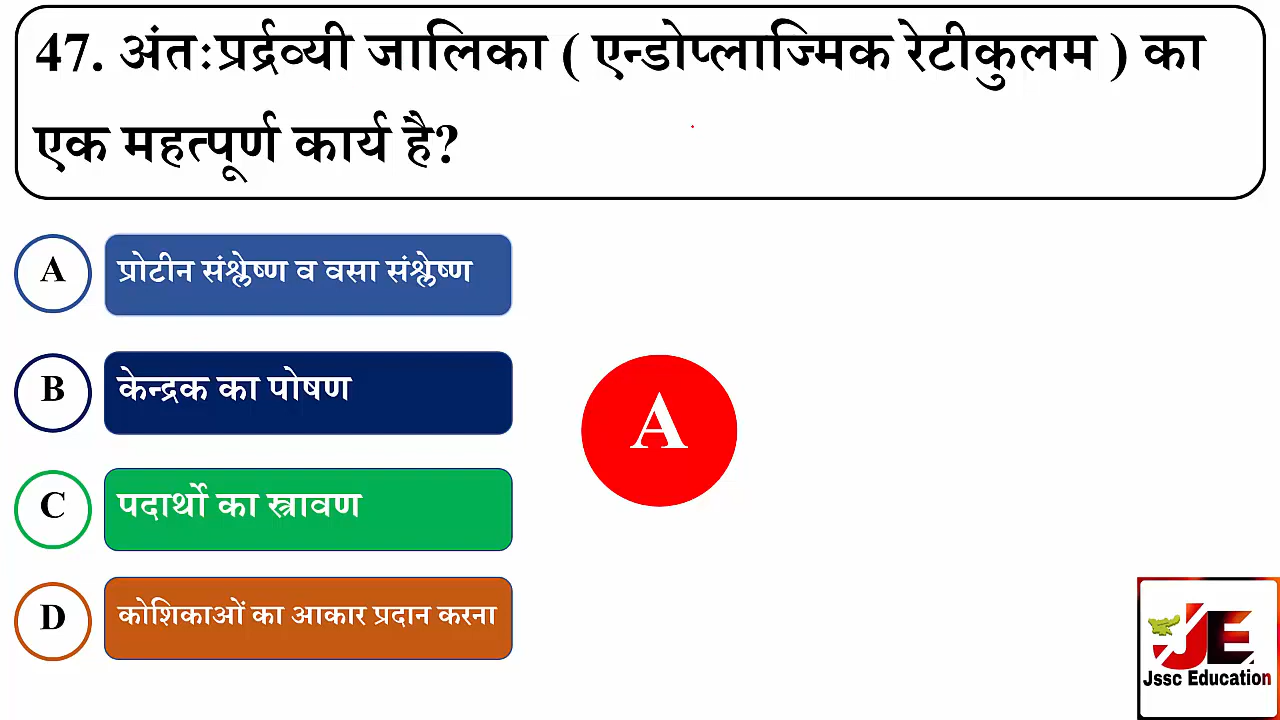 47. अंतःप्रर्द्रव्यी जालिका ( एन्डोप्लाज्मिक रेटीकुलम ) का
एक महत्पूर्ण कार्य है?
A प्रोटीन संश्लेष्ण व वसा संश्लेष्ण
B केन्द्रक का पोषण
A
C पदार्थो का स्त्रावण
D कोशिकाओं का आकार प्रदान करना
JE
Jssc Education